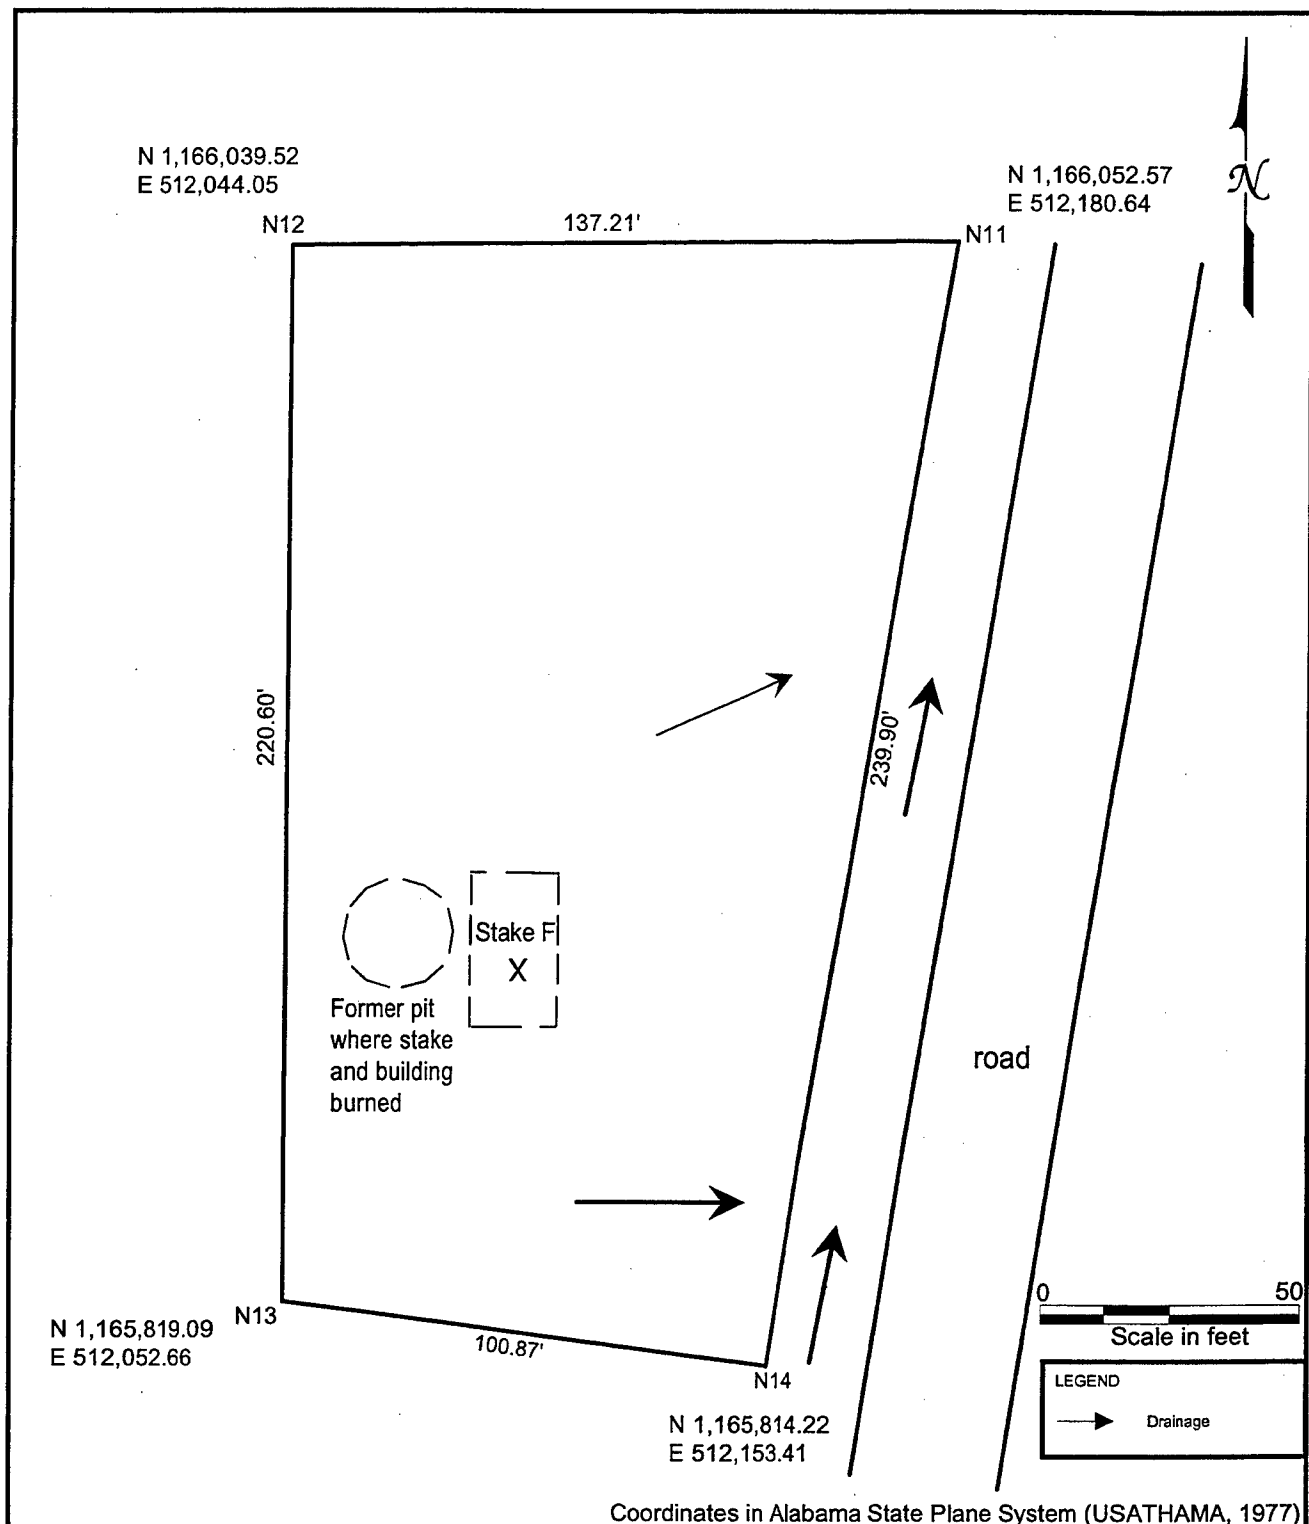 N 1,166,039.52
E 512,044.05
N 1,166,052.57
E 512,180.64
N
N12
137.21'
N11
220.60'
239.90'
Stake F
X
Former pit
where stake
and building
burned
road
N13
N 1,165,819.09
E 512,052.66
100.87'
N14
N 1,165,814.22
E 512,153.41
0 50
Scale in feet
LEGEND
Drainage
Coordinates in Alabama State Plane System (USATHAMA, 1977)